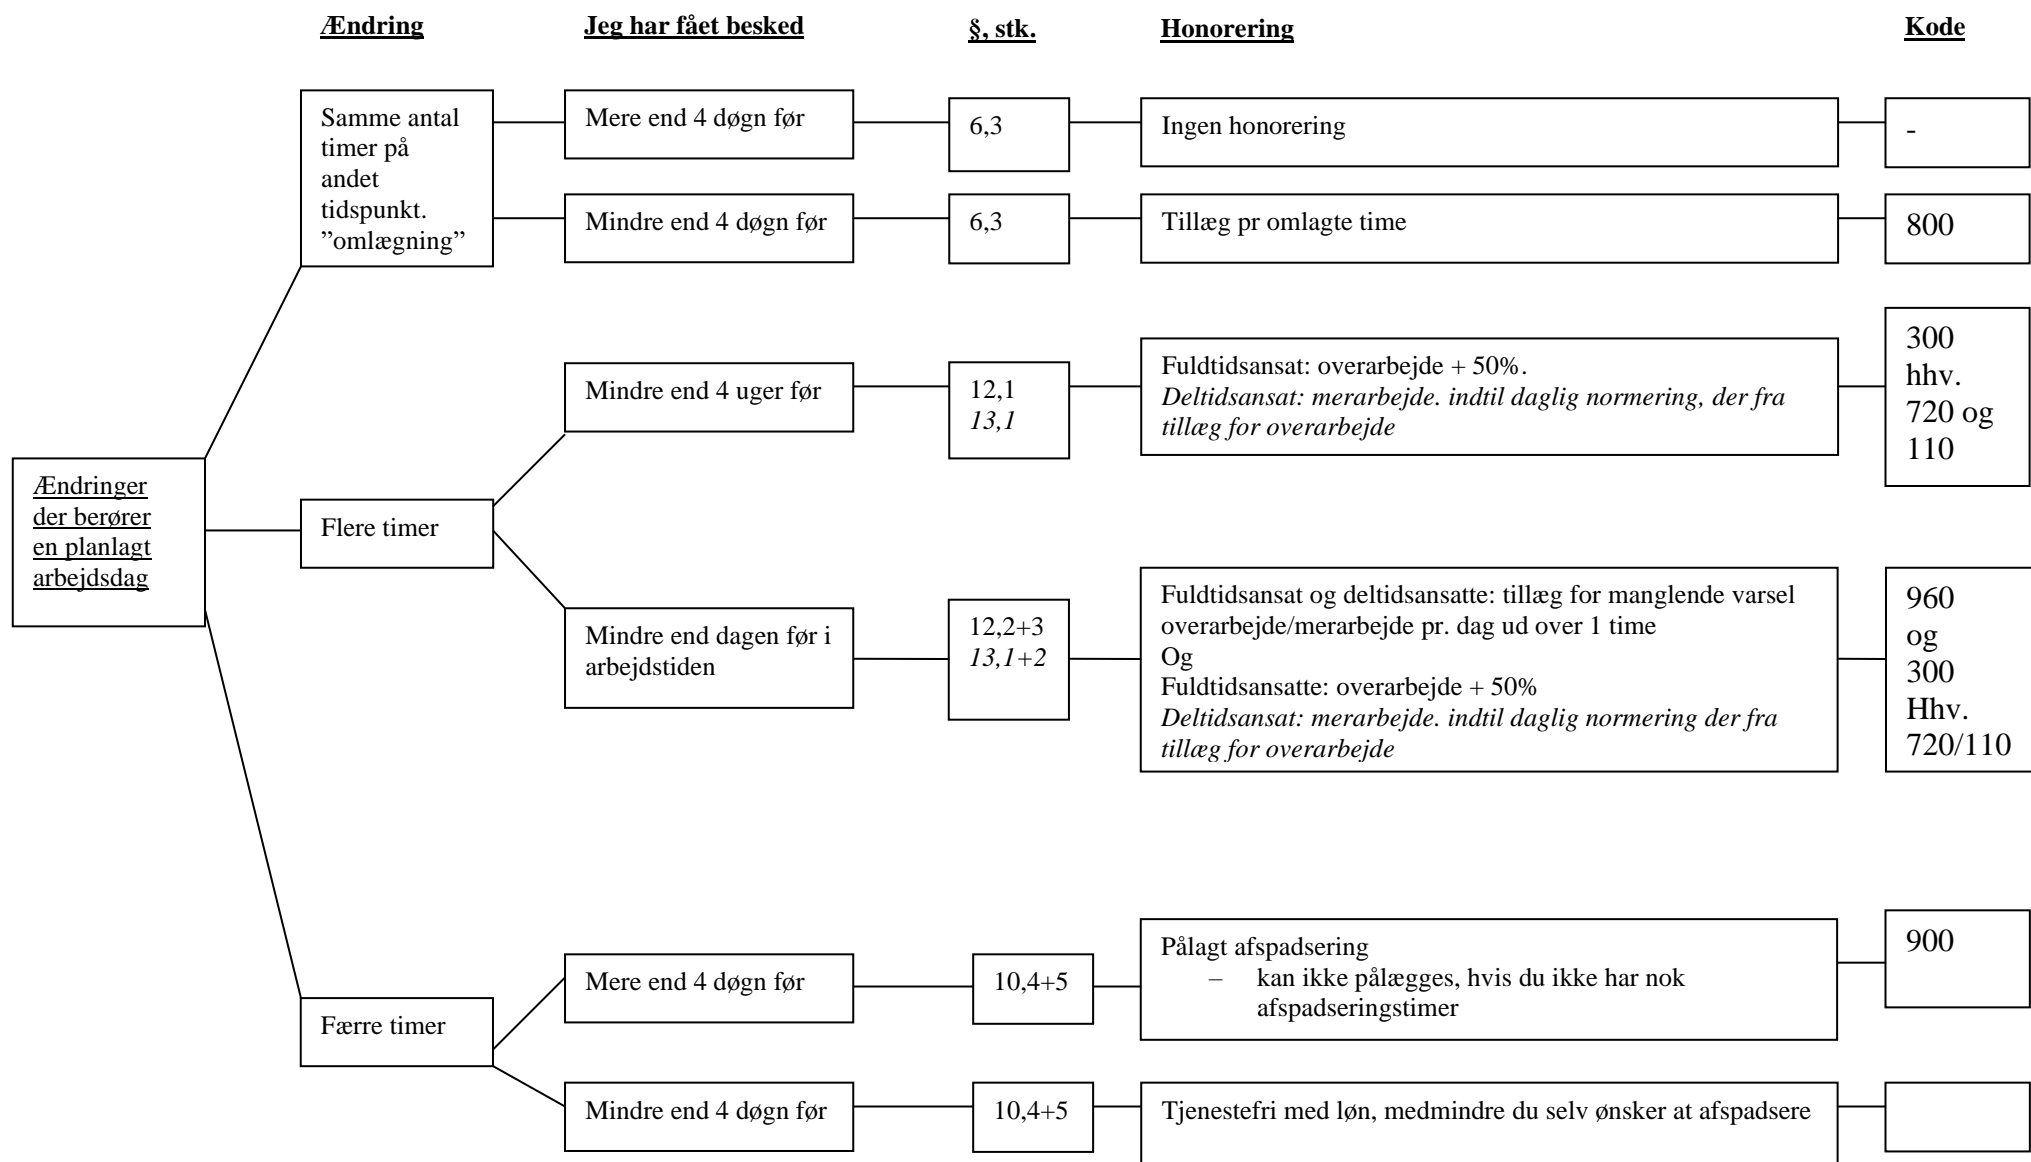 Ændring
Jeg har fået besked
§, stk.
Honorering
Kode
Samme antal
timer på
andet
tidspunkt.
”omlægning”
Mere end 4 døgn før
6,3
Ingen honorering
-
Mindre end 4 døgn før
6,3
Tillæg pr omlagte time
800
Ændringer
der berører
en planlagt
arbejdsdag
Flere timer
Mindre end 4 uger før
12,1
13,1
Fuldtidsansat: overarbejde + 50%.
Deltidsansat: merarbejde. indtil daglig normering, der fra
tillæg for overarbejde
300
hhv.
720 og
110
Mindre end dagen før i
arbejdstiden
12,2+3
13,1+2
Fuldtidsansat og deltidsansatte: tillæg for manglende varsel
overarbejde/merarbejde pr. dag ud over 1 time
Og
Fuldtidsansatte: overarbejde + 50%
Deltidsansat: merarbejde. indtil daglig normering der fra
tillæg for overarbejde
960
og
300
Hhv.
720/110
Færre timer
Mere end 4 døgn før
10,4+5
Pålagt afspadsering
– kan ikke pålægges, hvis du ikke har nok
afspadseringstimer
900
Mindre end 4 døgn før
10,4+5
Tjenestefri med løn, medmindre du selv ønsker at afspadsere